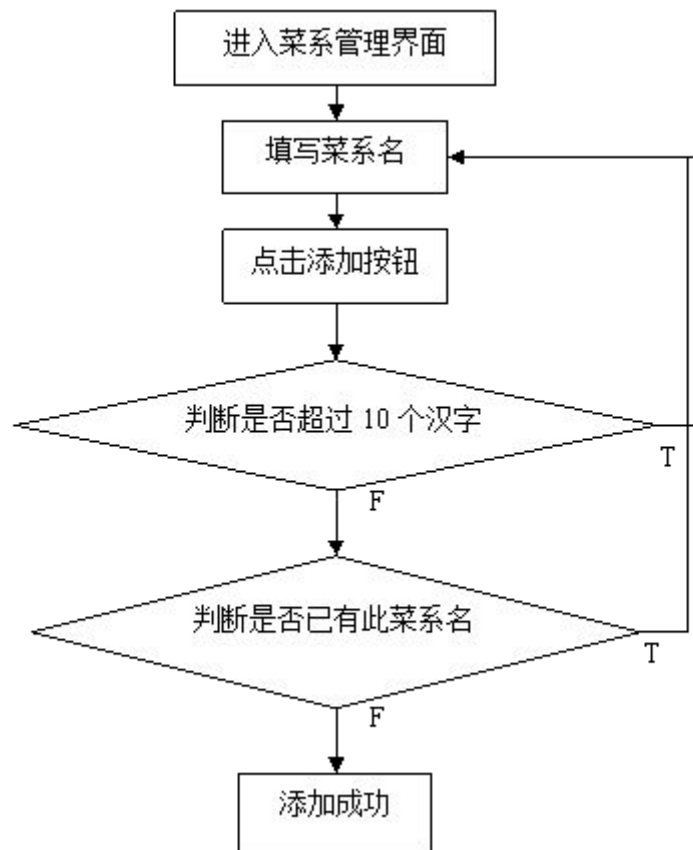 进入菜系管理界面
填写菜系名
点击添加按钮
判断是否超过 10 个汉字
T
F
判断是否已有此菜系名
T
F
添加成功